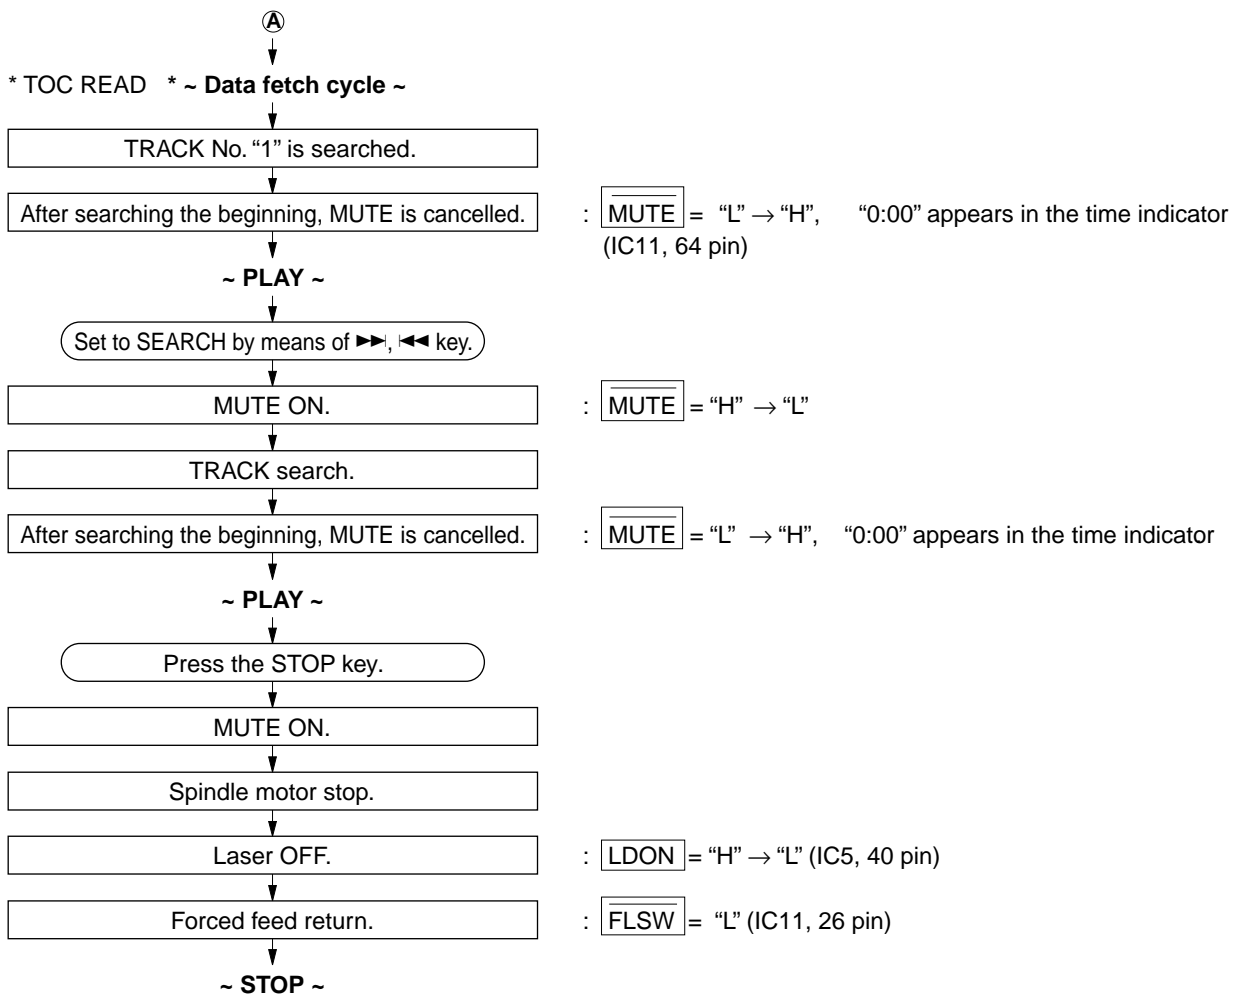 A
* TOC READ * ~ Data fetch cycle ~
TRACK No. “1” is searched.
After searching the beginning, MUTE is cancelled. : MUTE = “L” → “H”, “0:00” appears in the time indicator
(IC11, 64 pin)
~ PLAY ~
Set to SEARCH by means of ►►|, |◄◄ key.
MUTE ON. : MUTE = “H” → “L”
TRACK search.
After searching the beginning, MUTE is cancelled. : MUTE = “L” → “H”, “0:00” appears in the time indicator
~ PLAY ~
Press the STOP key.
MUTE ON.
Spindle motor stop.
Laser OFF. : LDON = “H” → “L” (IC5, 40 pin)
Forced feed return. : FLSW = “L” (IC11, 26 pin)
~ STOP ~